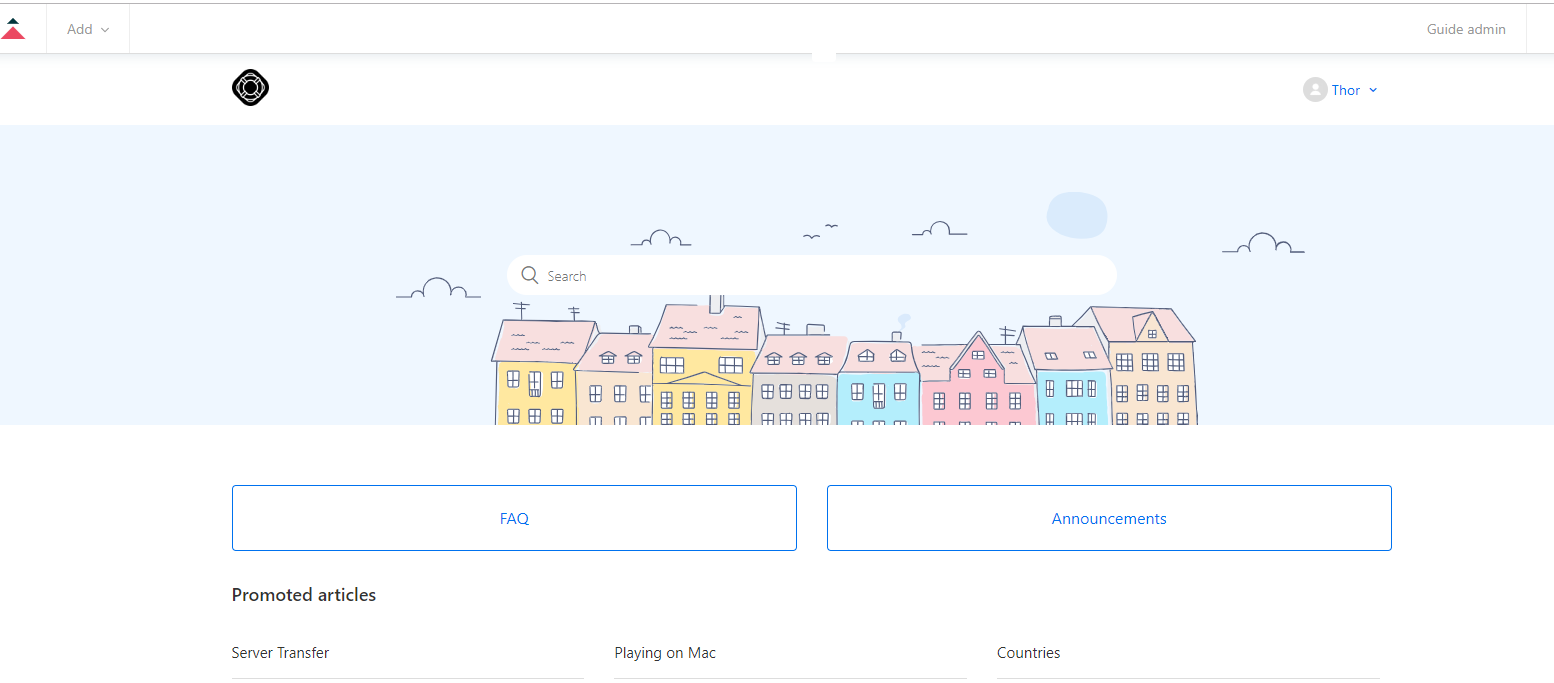 Add
Guide admin
Thor
Search
FAQ
Announcements
Promoted articles
Server Transfer
Playing on Mac
Countries